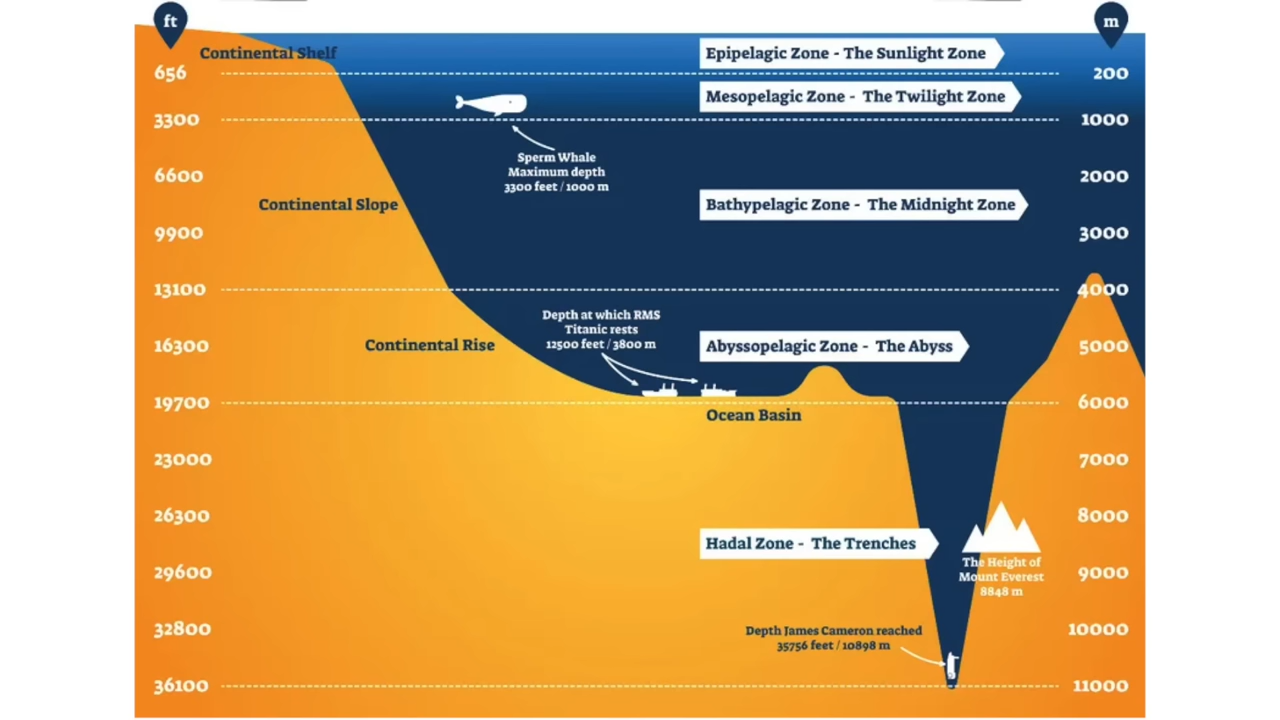 ft
m
Continental Shelf
Epipelagic Zone - The Sunlight Zone
656
200
Mesopelagic Zone - The Twilight Zone
3300
1000
Sperm Whale
Maximum depth
3300 feet / 1000 m
6600
2000
Continental Slope
Bathypelagic Zone - The Midnight Zone
9900
3000
13100
4000
Depth at which RMS
Titanic rests
12500 feet / 3800 m
16300
Continental Rise
Abyssopelagic Zone - The Abyss
5000
19700
6000
Ocean Basin
23000
7000
26300
8000
Hadal Zone - The Trenches
The Height of
Mount Everest
8848 m
29600
9000
32800
10000
Depth James Cameron reached
35756 feet / 10898 m
36100
11000